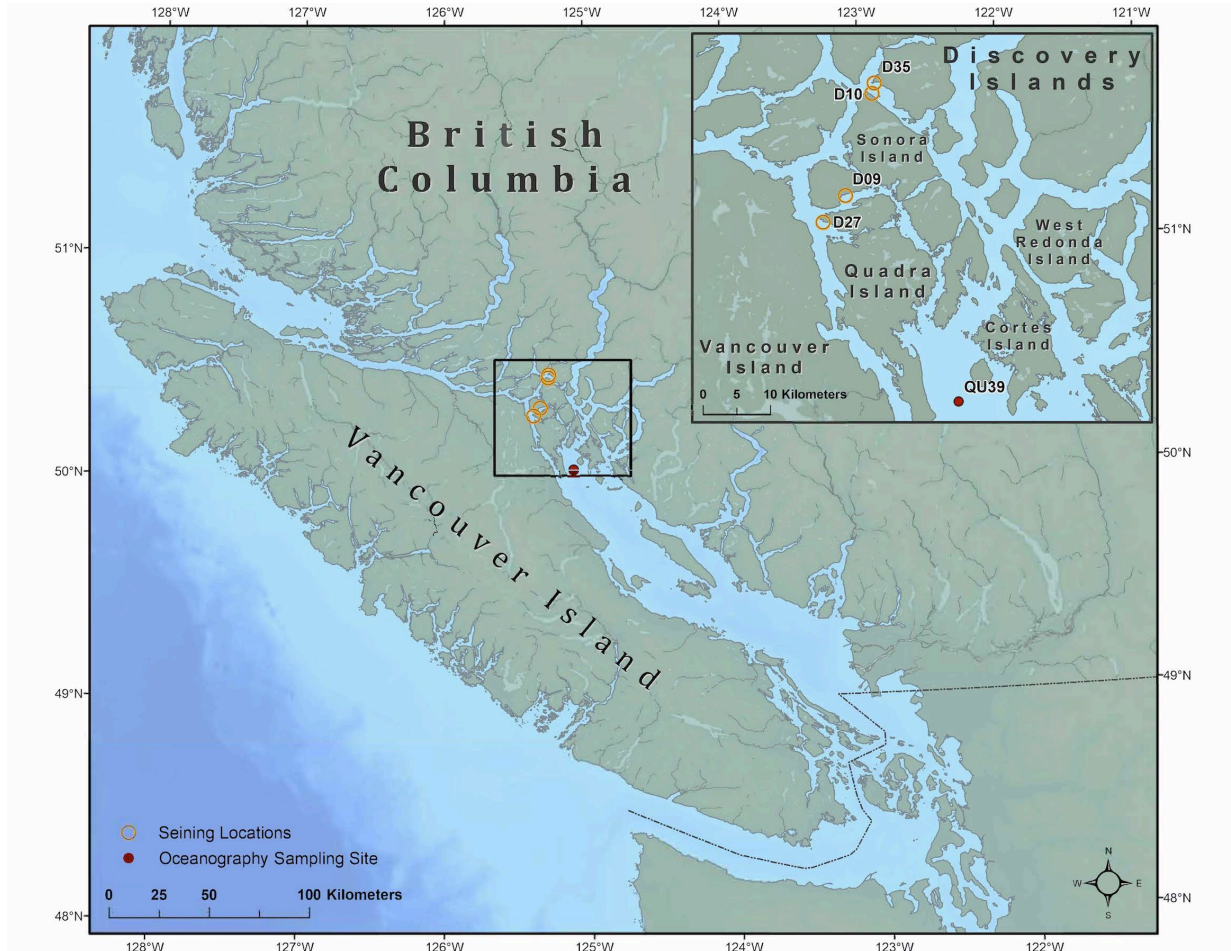 128°W 127°W 126°W 125°W 124°W 123°W 122°W 121°W
Discovery
Islands
D35
D10
Sonora
Island
D09
D27
West
Redonda
Island
Quadra
Island
Cortes
Island
Vancouver
Island
QU39
0 5 10 Kilometers
British
Columbia
51°N 51°N
50°N 50°N
49°N 49°N
48°N 48°N
Vancouver Island
Seining Locations
Oceanography Sampling Site
0 25 50 100 Kilometers
N
W E
S
128°W 127°W 126°W 125°W 124°W 123°W 122°W